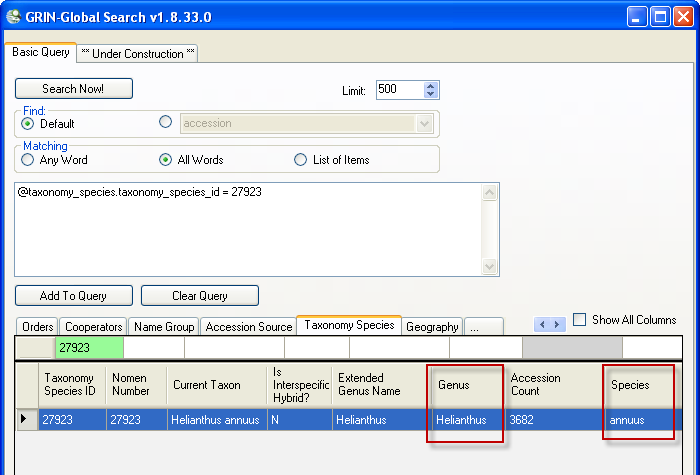 GRIN-Global Search v1.8.33.0
Basic Query ** Under Construction **
Search Now! Limit: 500
Find:
Default accession
Matching
Any Word All Words List of Items
@taxonomy_species.taxonomy_species_id = 27923
Add To Query Clear Query
Orders Cooperators Name Group Accession Source Taxonomy Species Geography ... Show All Columns
27923
Taxonomy Species ID Nomen Number Current Taxon Is Interspecific Hybrid? Extended Genus Name Genus Accession Count Species
27923 27923 Helianthus annuus N Helianthus Helianthus 3682 annuus